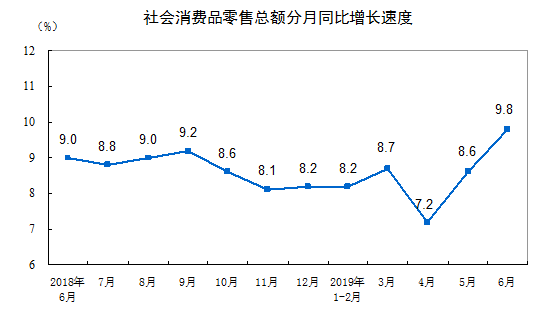 社会消费品零售总额分月同比增长速度
(%)
12
11
10
9
8
7
6
9.0
8.8
9.0
9.2
8.6
8.1
8.2
8.2
8.7
7.2
8.6
9.8
2018年
6月
7月
8月
9月
10月
11月
12月
2019年
1-2月
3月
4月
5月
6月